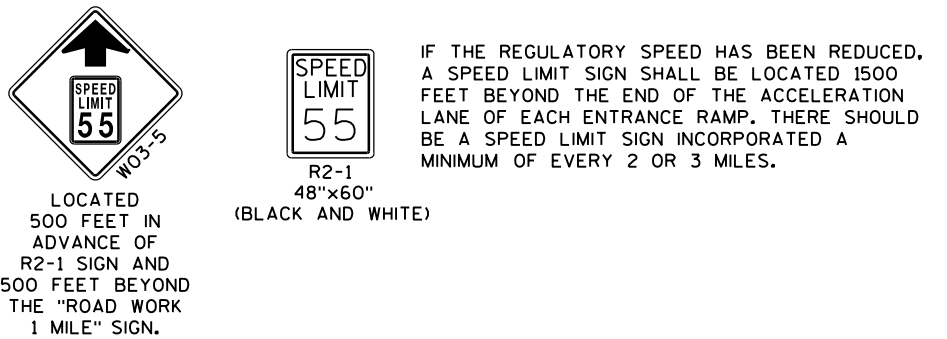 SPEED
LIMIT
55
W03-5
LOCATED
500 FEET IN
ADVANCE OF
R2-1 SIGN AND
500 FEET BEYOND
THE "ROAD WORK
1 MILE" SIGN.
SPEED
LIMIT
55
R2-1
48"x60"
(BLACK AND WHITE)
IF THE REGULATORY SPEED HAS BEEN REDUCED,
A SPEED LIMIT SIGN SHALL BE LOCATED 1500
FEET BEYOND THE END OF THE ACCELERATION
LANE OF EACH ENTRANCE RAMP. THERE SHOULD
BE A SPEED LIMIT SIGN INCORPORATED A
MINIMUM OF EVERY 2 OR 3 MILES.